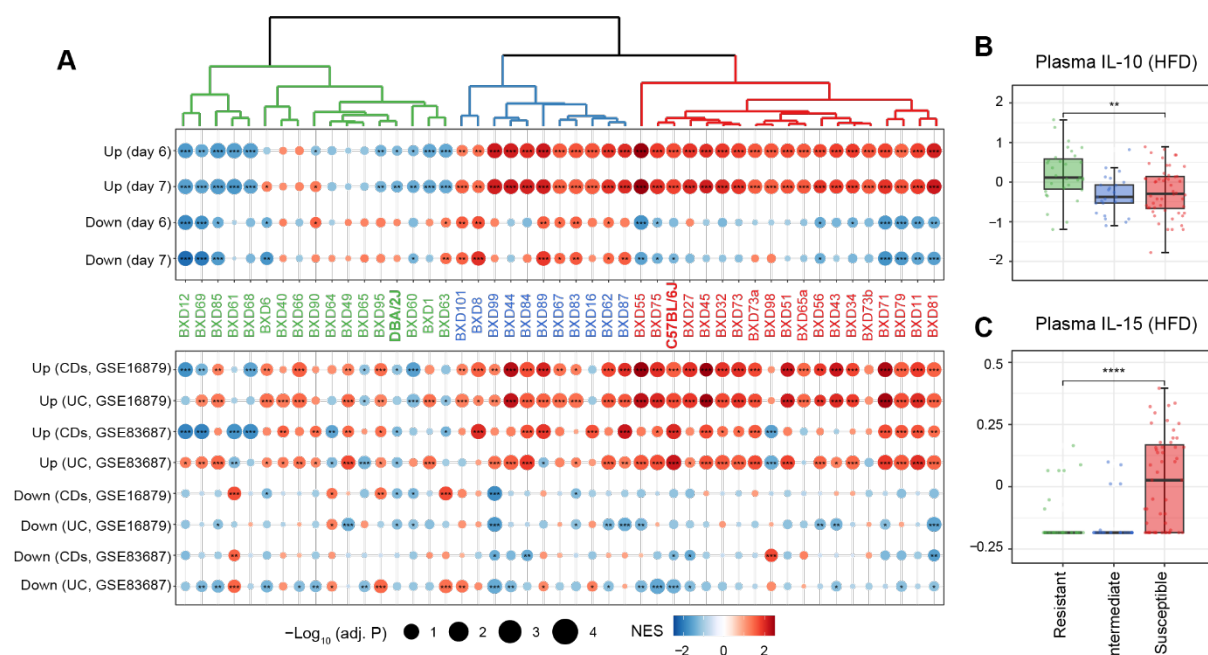 A
Up (day 6)
Up (day 7)
Down (day 6)
Down (day 7)
BXD12
BXD69
BXD85
BXD61
BXD68
BXD6
BXD40
BXD66
BXD90
BXD64
BXD49
BXD65
BXD95
DBA/2J
BXD60
BXD1
BXD63
BXD101
BXD8
BXD99
BXD44
BXD84
BXD89
BXD67
BXD83
BXD16
BXD62
BXD87
BXD55
BXD75
C57BL/6J
BXD27
BXD45
BXD32
BXD73
BXD73a
BXD98
BXD51
BXD65a
BXD56
BXD43
BXD34
BXD73b
BXD71
BXD79
BXD11
BXD81
Up (CDs, GSE16879)
Up (UC, GSE16879)
Up (CDs, GSE83687)
Up (UC, GSE83687)
Down (CDs, GSE16879)
Down (UC, GSE16879)
Down (CDs, GSE83687)
Down (UC, GSE83687)
−Log10 (adj. P) 1 2 3 4
NES −2 0 2
B
Plasma IL-10 (HFD)
**
2
1
0
−1
−2
C
Plasma IL-15 (HFD)
****
0.5
0.25
0
−0.25
Resistant
ntermediate
Susceptible